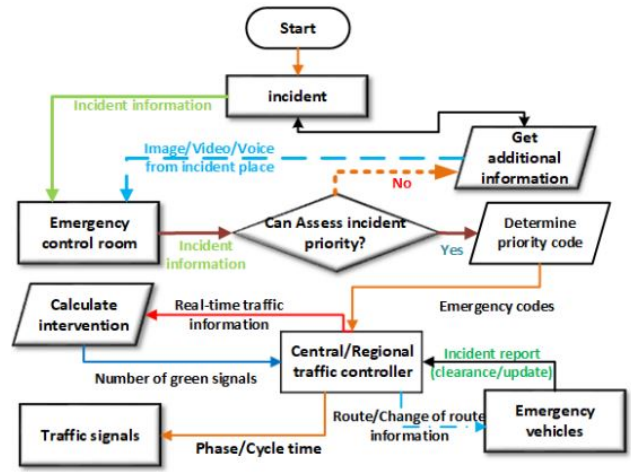 Start
incident
Incident information
Get
additional
information
Image/Video/Voice
from incident place
No
Emergency
control room
Incident
information
Can Assess incident
priority?
Yes
Determine
priority code
Emergency codes
Calculate
intervention
Real-time traffic
information
Number of green signals
Central/Regional
traffic controller
Incident report
(clearance/update)
Traffic signals
Phase/Cycle time
Route/Change of route
information
Emergency
vehicles